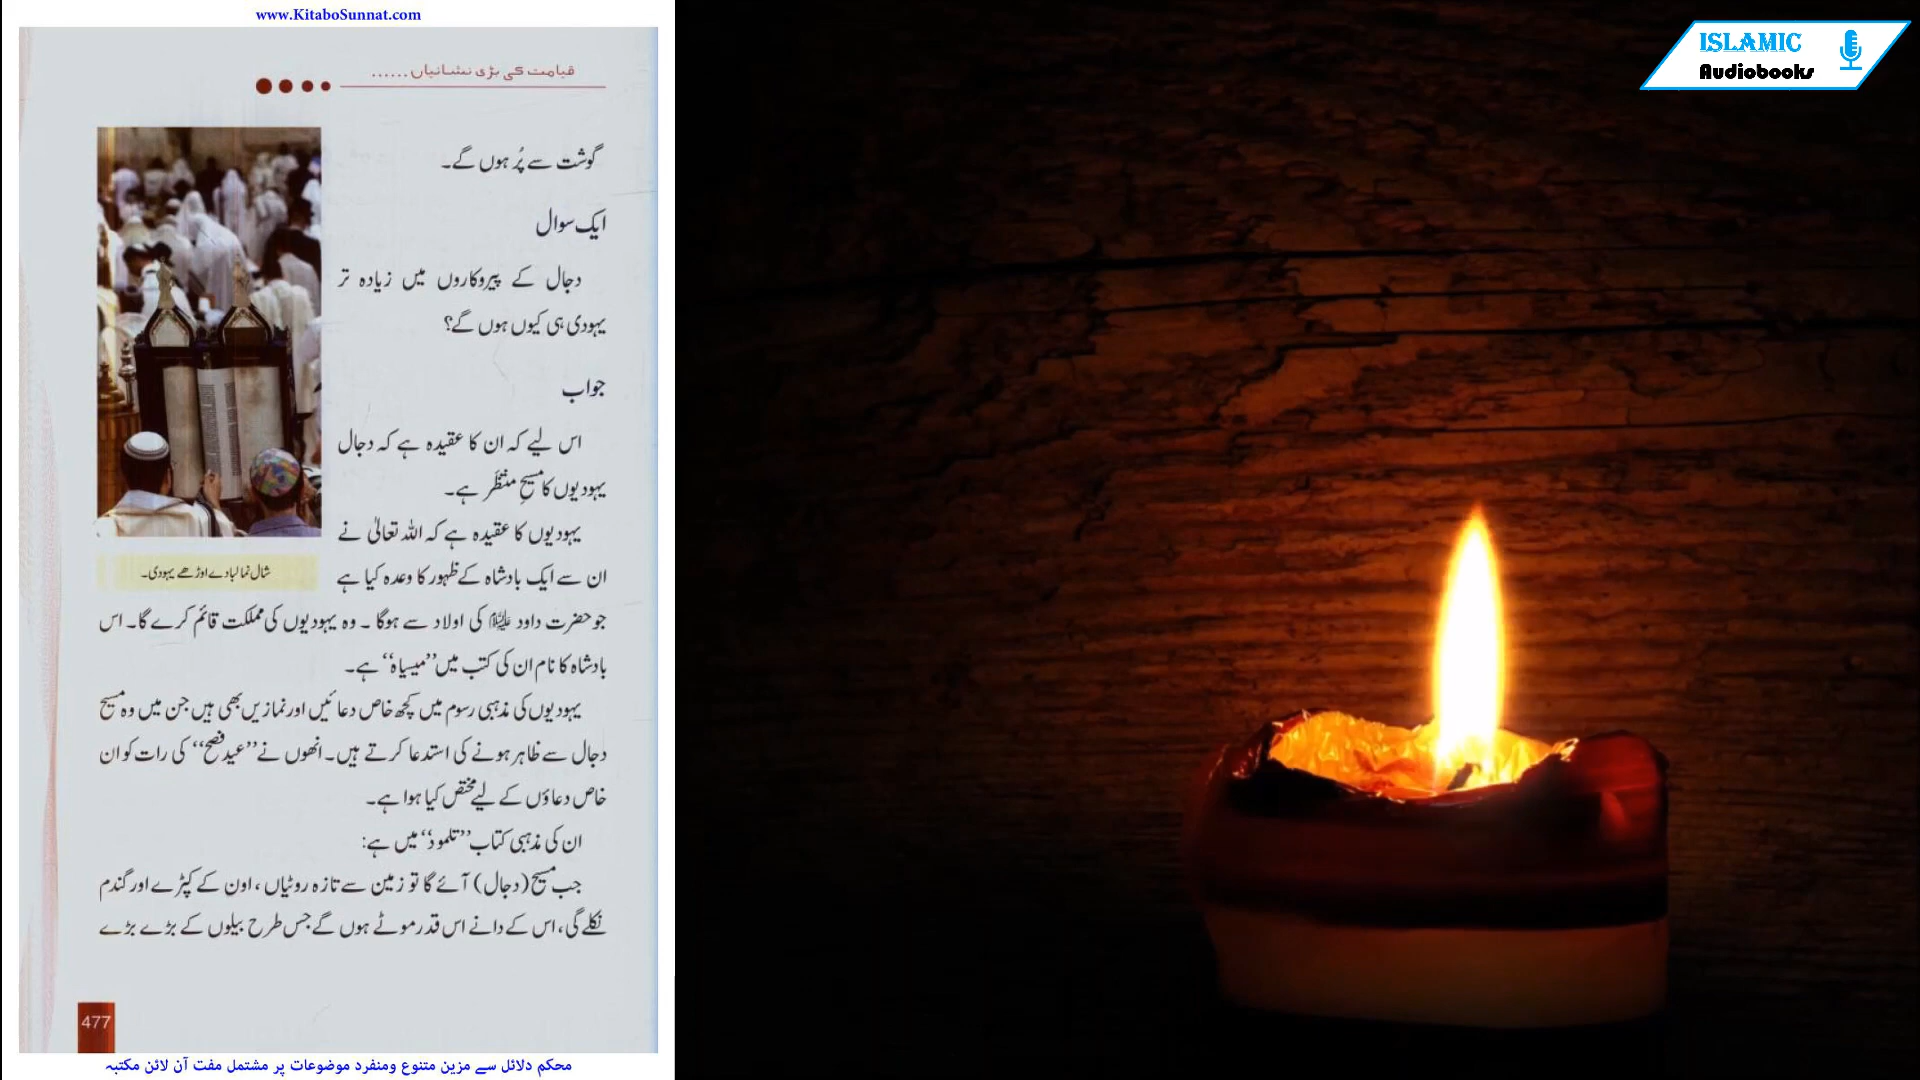 www.KitaboSunnat.com
قیامت کی بڑی نشانیاں......
گوشت سے پُر ہوں گے۔
ایک سوال
دجال کے پیروکاروں میں زیادہ تر
یہودی ہی کیوں ہوں گے؟
جواب
اس لیے کہ ان کا عقیدہ ہے کہ دجال
یہودیوں کا مسیحِ منتظَر ہے۔
یہودیوں کا عقیدہ ہے کہ اللہ تعالیٰ نے
ان سے ایک بادشاہ کے ظہور کا وعدہ کیا ہے
شال نما لبادے اوڑھے یہودی۔
جو حضرت داود علیہ السلام کی اولاد سے ہوگا۔ وہ یہودیوں کی مملکت قائم کرے گا۔ اس
بادشاہ کا نام ان کی کتب میں ’’میسیاہ‘‘ ہے۔
یہودیوں کی مذہبی رسوم میں کچھ خاص دعائیں اور نمازیں بھی ہیں جن میں وہ مسیح
دجال سے ظاہر ہونے کی استدعا کرتے ہیں۔ انھوں نے ’’عید فصح‘‘ کی رات کو ان
خاص دعاؤں کے لیے مختص کیا ہوا ہے۔
ان کی مذہبی کتاب ’’تلمود‘‘ میں ہے:
جب مسیح (دجال) آئے گا تو زمین سے تازہ روٹیاں، اون کے کپڑے اور گندم
نکلے گی، اس کے دانے اس قدر موٹے ہوں گے جس طرح بیلوں کے بڑے بڑے
477
محکم دلائل سے مزین متنوع ومنفرد موضوعات پر مشتمل مفت آن لائن مکتبہ
ISLAMIC
Audiobooks